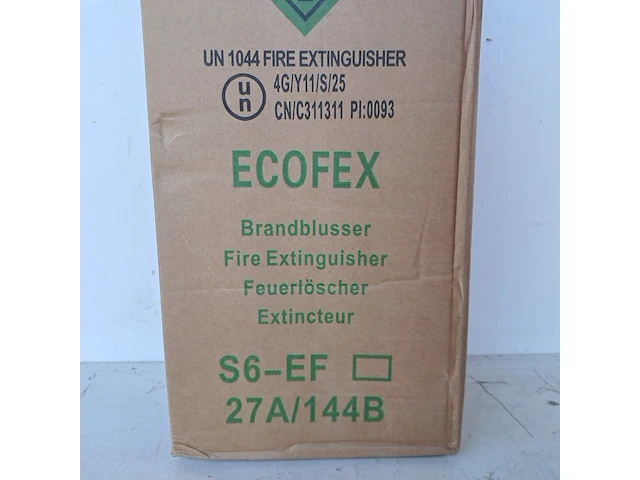 UN 1044 FIRE EXTINGUISHER
un
4G/Y11/S/25
CN/C311311 PI:0093
ECOFEX
Brandblusser
Fire Extinguisher
Feuerlöscher
Extincteur
S6-EF
27A/144B